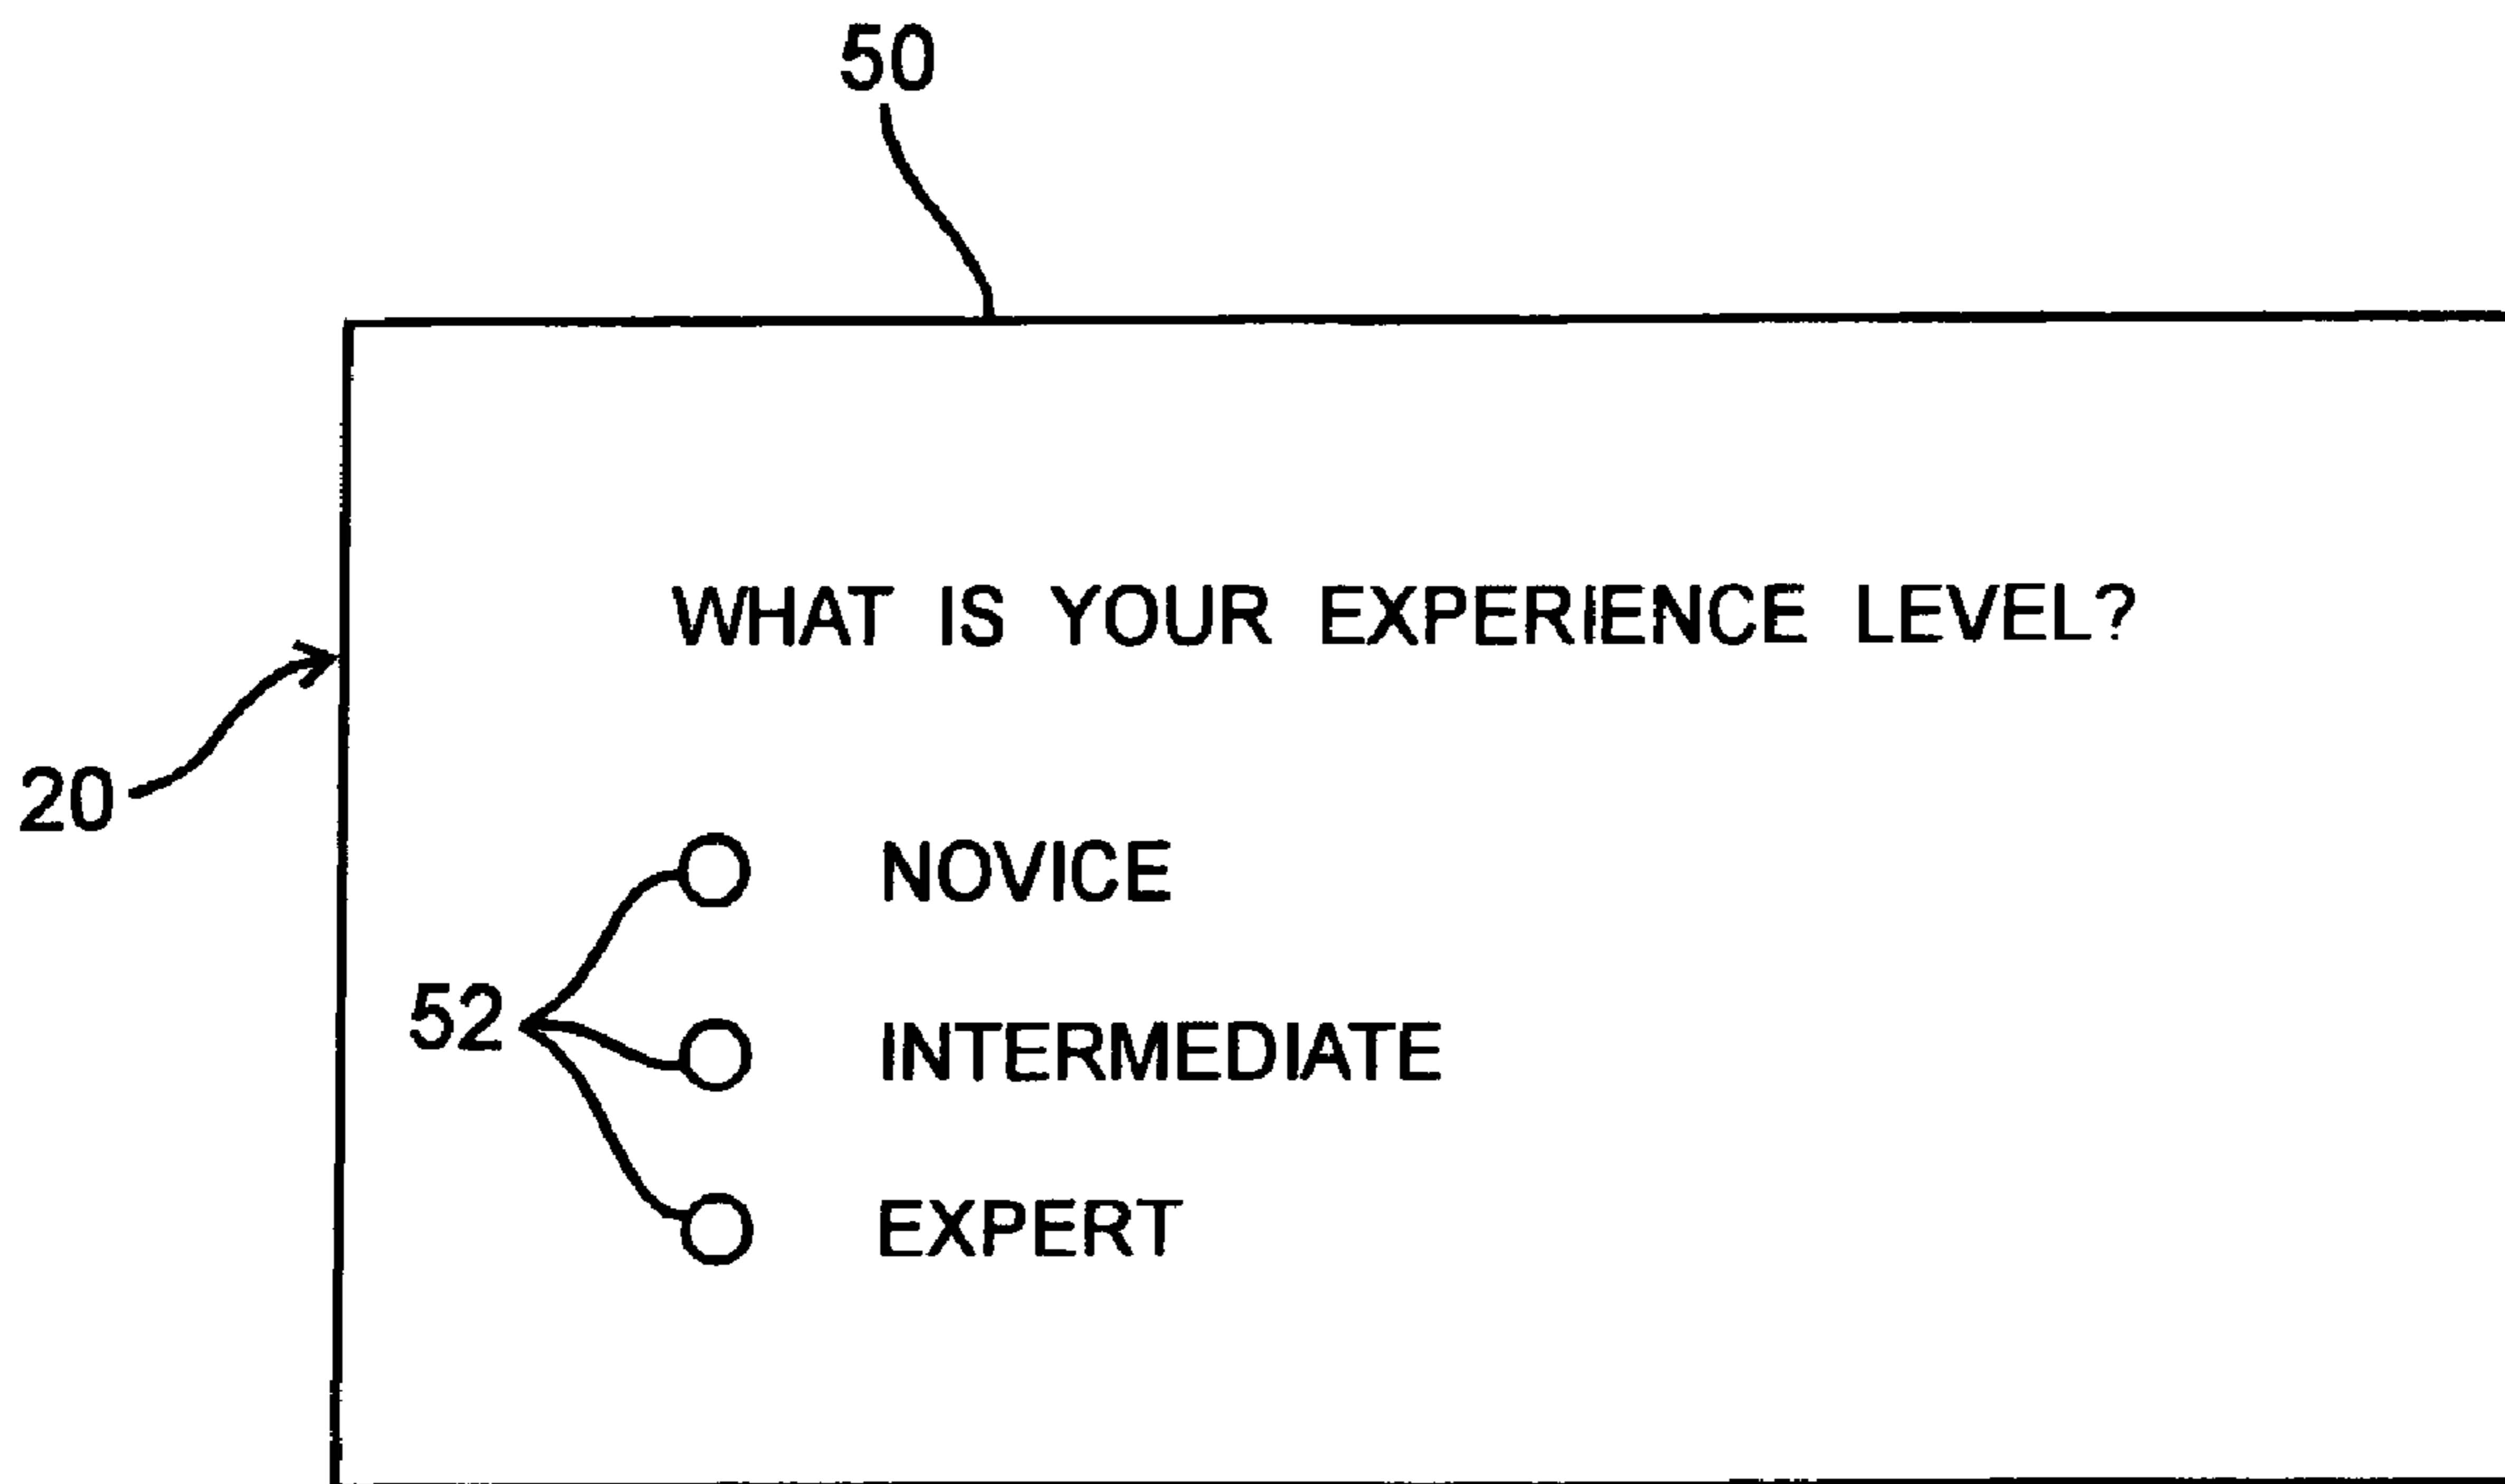 50
WHAT IS YOUR EXPERIENCE LEVEL?
20
NOVICE
52
INTERMEDIATE
EXPERT